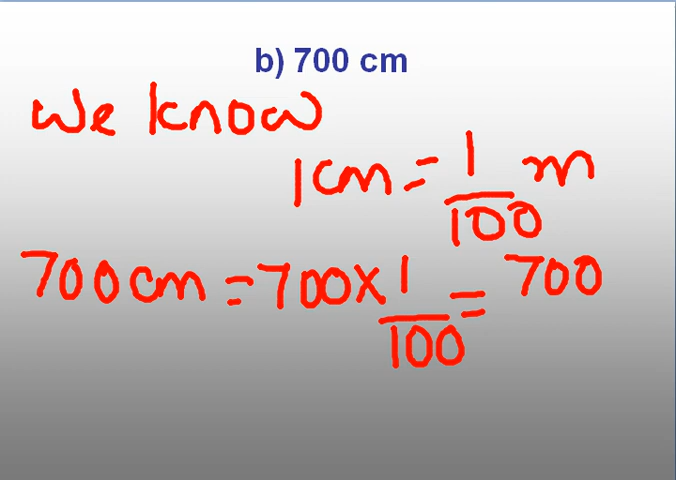 b) 700 cm
We know
1cm = 1/100 m
700cm = 700x 1/100 = 700